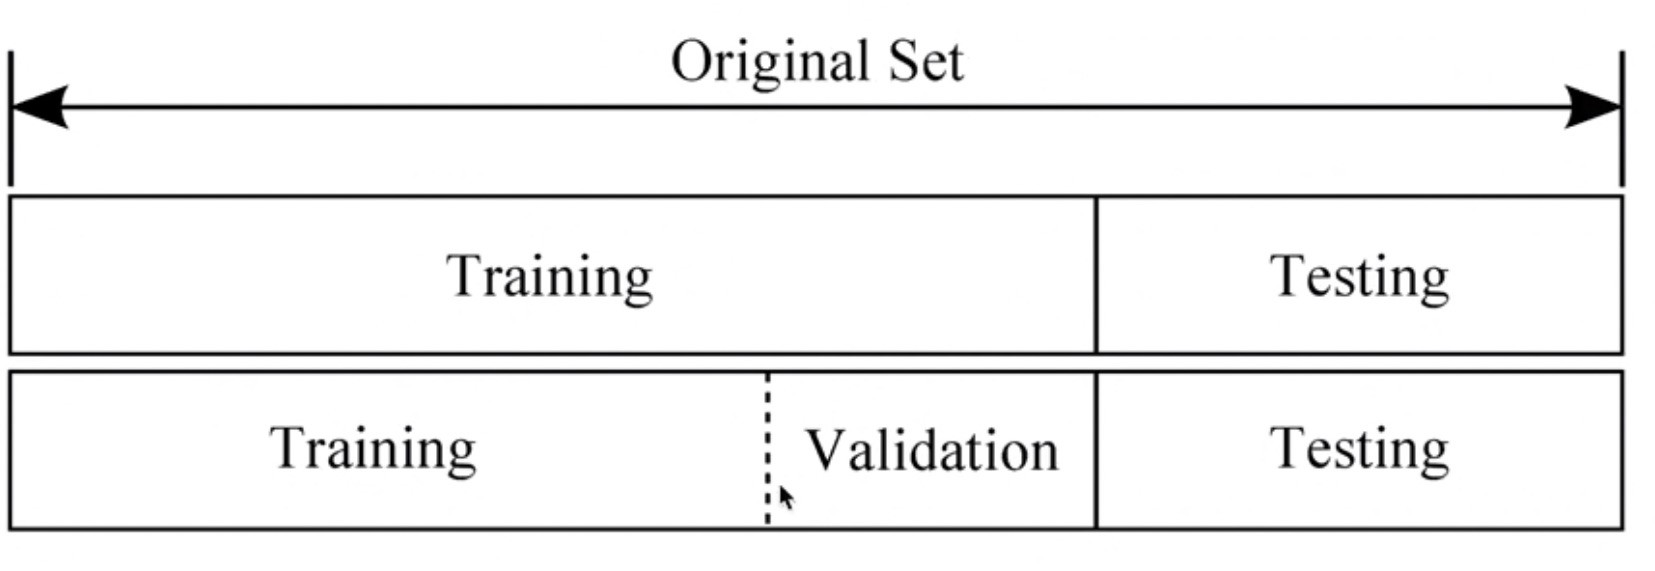 Original Set
Training Testing
Training Validation Testing